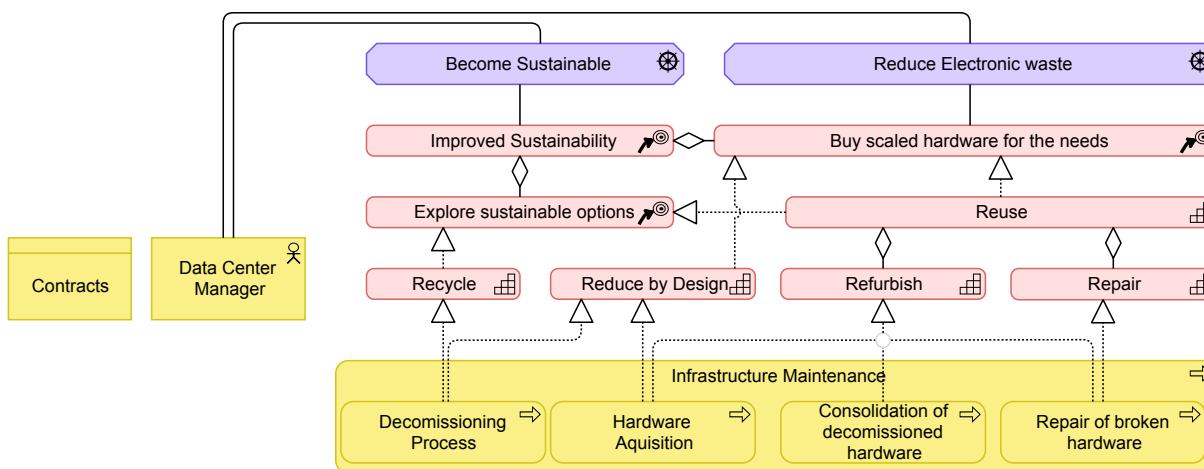 Become Sustainable
Reduce Electronic waste
Improved Sustainability
Buy scaled hardware for the needs
Explore sustainable options
Reuse
Contracts
Data Center
Manager
Recycle
Reduce by Design
Refurbish
Repair
Infrastructure Maintenance
Decomissioning
Process
Hardware
Aquisition
Consolidation of
decomissioned
hardware
Repair of broken
hardware